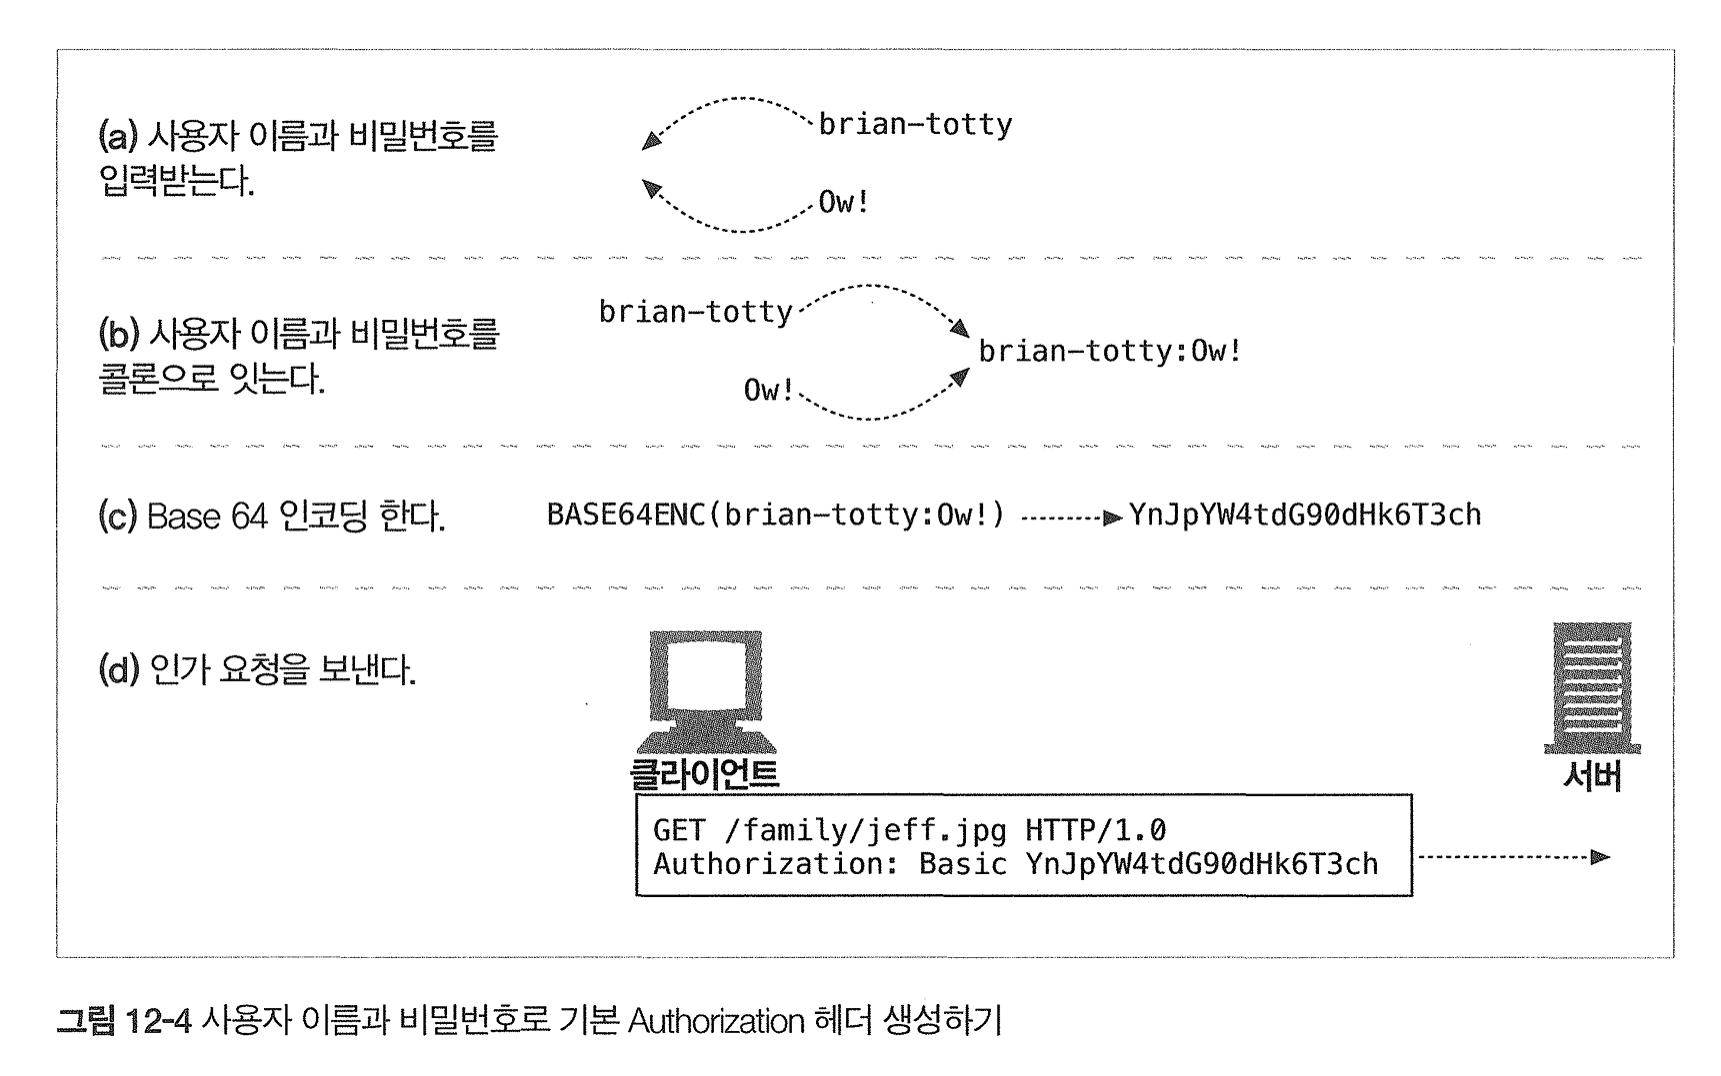 (a) 사용자 이름과 비밀번호를
입력받는다.
brian-totty
Ow!
(b) 사용자 이름과 비밀번호를
콜론으로 잇는다.
brian-totty
Ow!
brian-totty:Ow!
(c) Base 64 인코딩 한다.
BASE64ENC(brian-totty:Ow!)
YnJpYW4tdG90dHk6T3ch
(d) 인가 요청을 보낸다.
클라이언트
서버
GET /family/jeff.jpg HTTP/1.0
Authorization: Basic YnJpYW4tdG90dHk6T3ch
그림 12-4 사용자 이름과 비밀번호로 기본 Authorization 헤더 생성하기